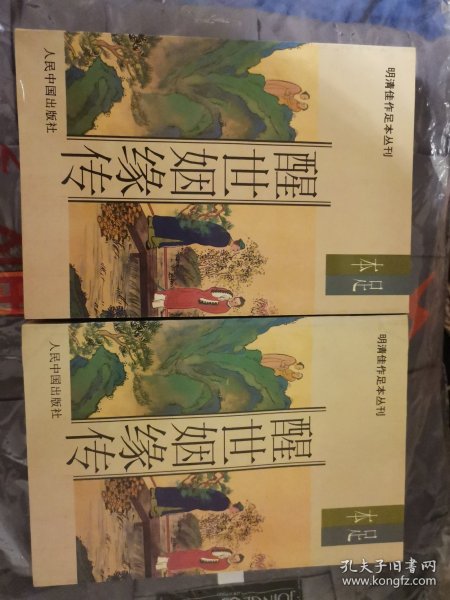 明清佳作足本丛刊
足本
醒世姻缘传
人民中国出版社
明清佳作足本丛刊
足本
醒世姻缘传
人民中国出版社
孔夫子旧书网
www.kongfz.com